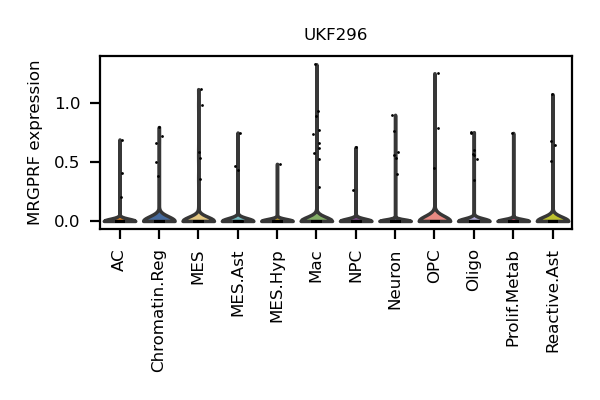 UKF296
MRGPRF expression
1.0
0.5
0.0
AC
Chromatin.Reg
MES
MES.Ast
MES.Hyp
Mac
NPC
Neuron
OPC
Oligo
Prolif.Metab
Reactive.Ast